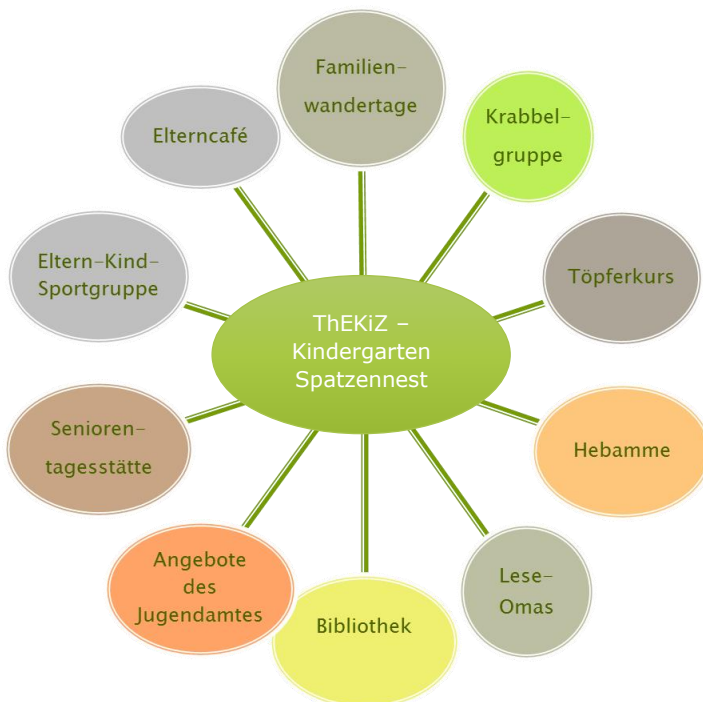 Familien-
wandertage
Krabbel-
gruppe
Töpferkurs
Hebamme
Lese-
Omas
Bibliothek
Angebote
des
Jugendamtes
Senioren-
tagesstätte
Eltern-Kind-
Sportgruppe
Elterncafé
ThEKiZ –
Kindergarten
Spatzennest